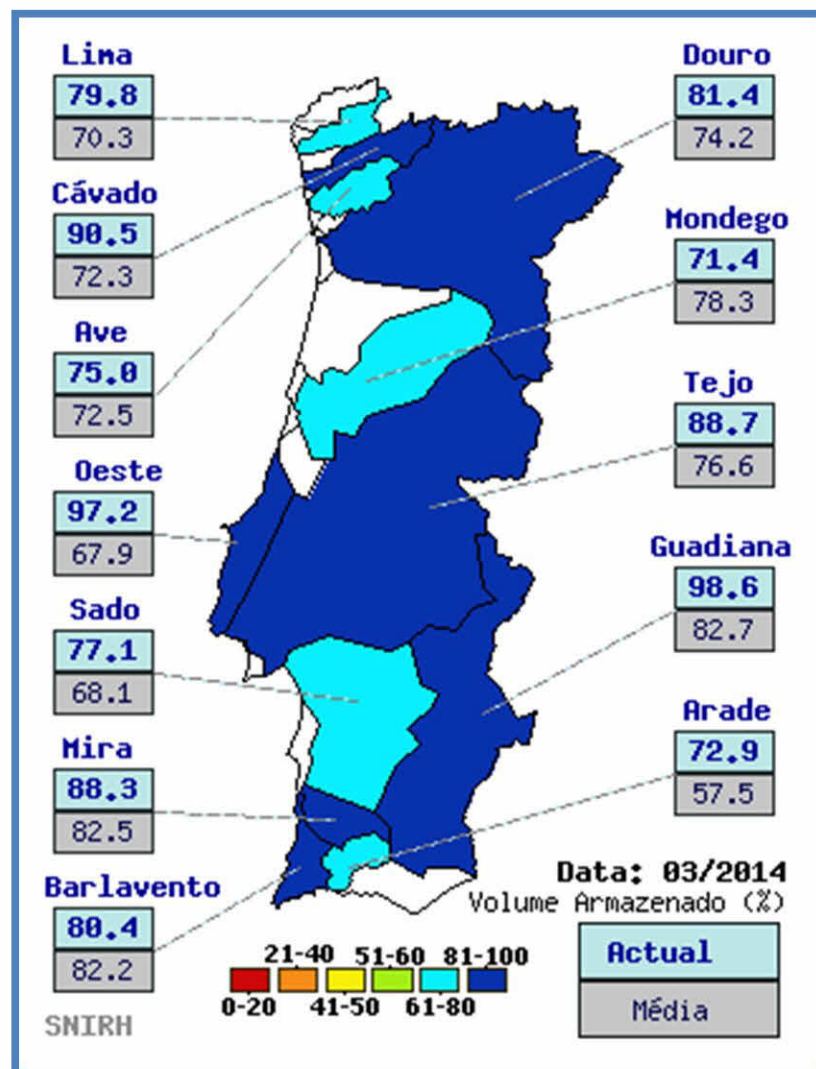 Lima
79.8
70.3
Cávado
90.5
72.3
Ave
75.0
72.5
Oeste
97.2
67.9
Sado
77.1
68.1
Mira
88.3
82.5
Barlavento
80.4
82.2
Douro
81.4
74.2
Mondego
71.4
78.3
Tejo
88.7
76.6
Guadiana
98.6
82.7
Arade
72.9
57.5
Data: 03/2014
Volume Armazenado (%)
Actual
Média
21-40 51-60 81-100
0-20 41-50 61-80
SNIRH